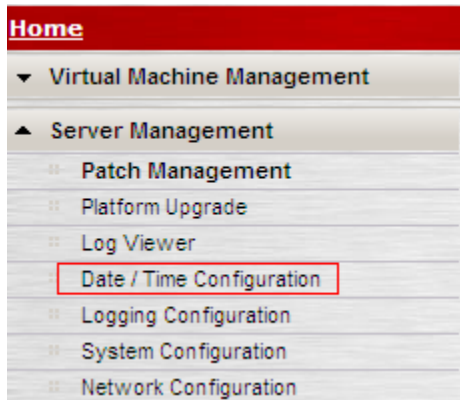 Home
Virtual Machine Management
Server Management
Patch Management
Platform Upgrade
Log Viewer
Date / Time Configuration
Logging Configuration
System Configuration
Network Configuration